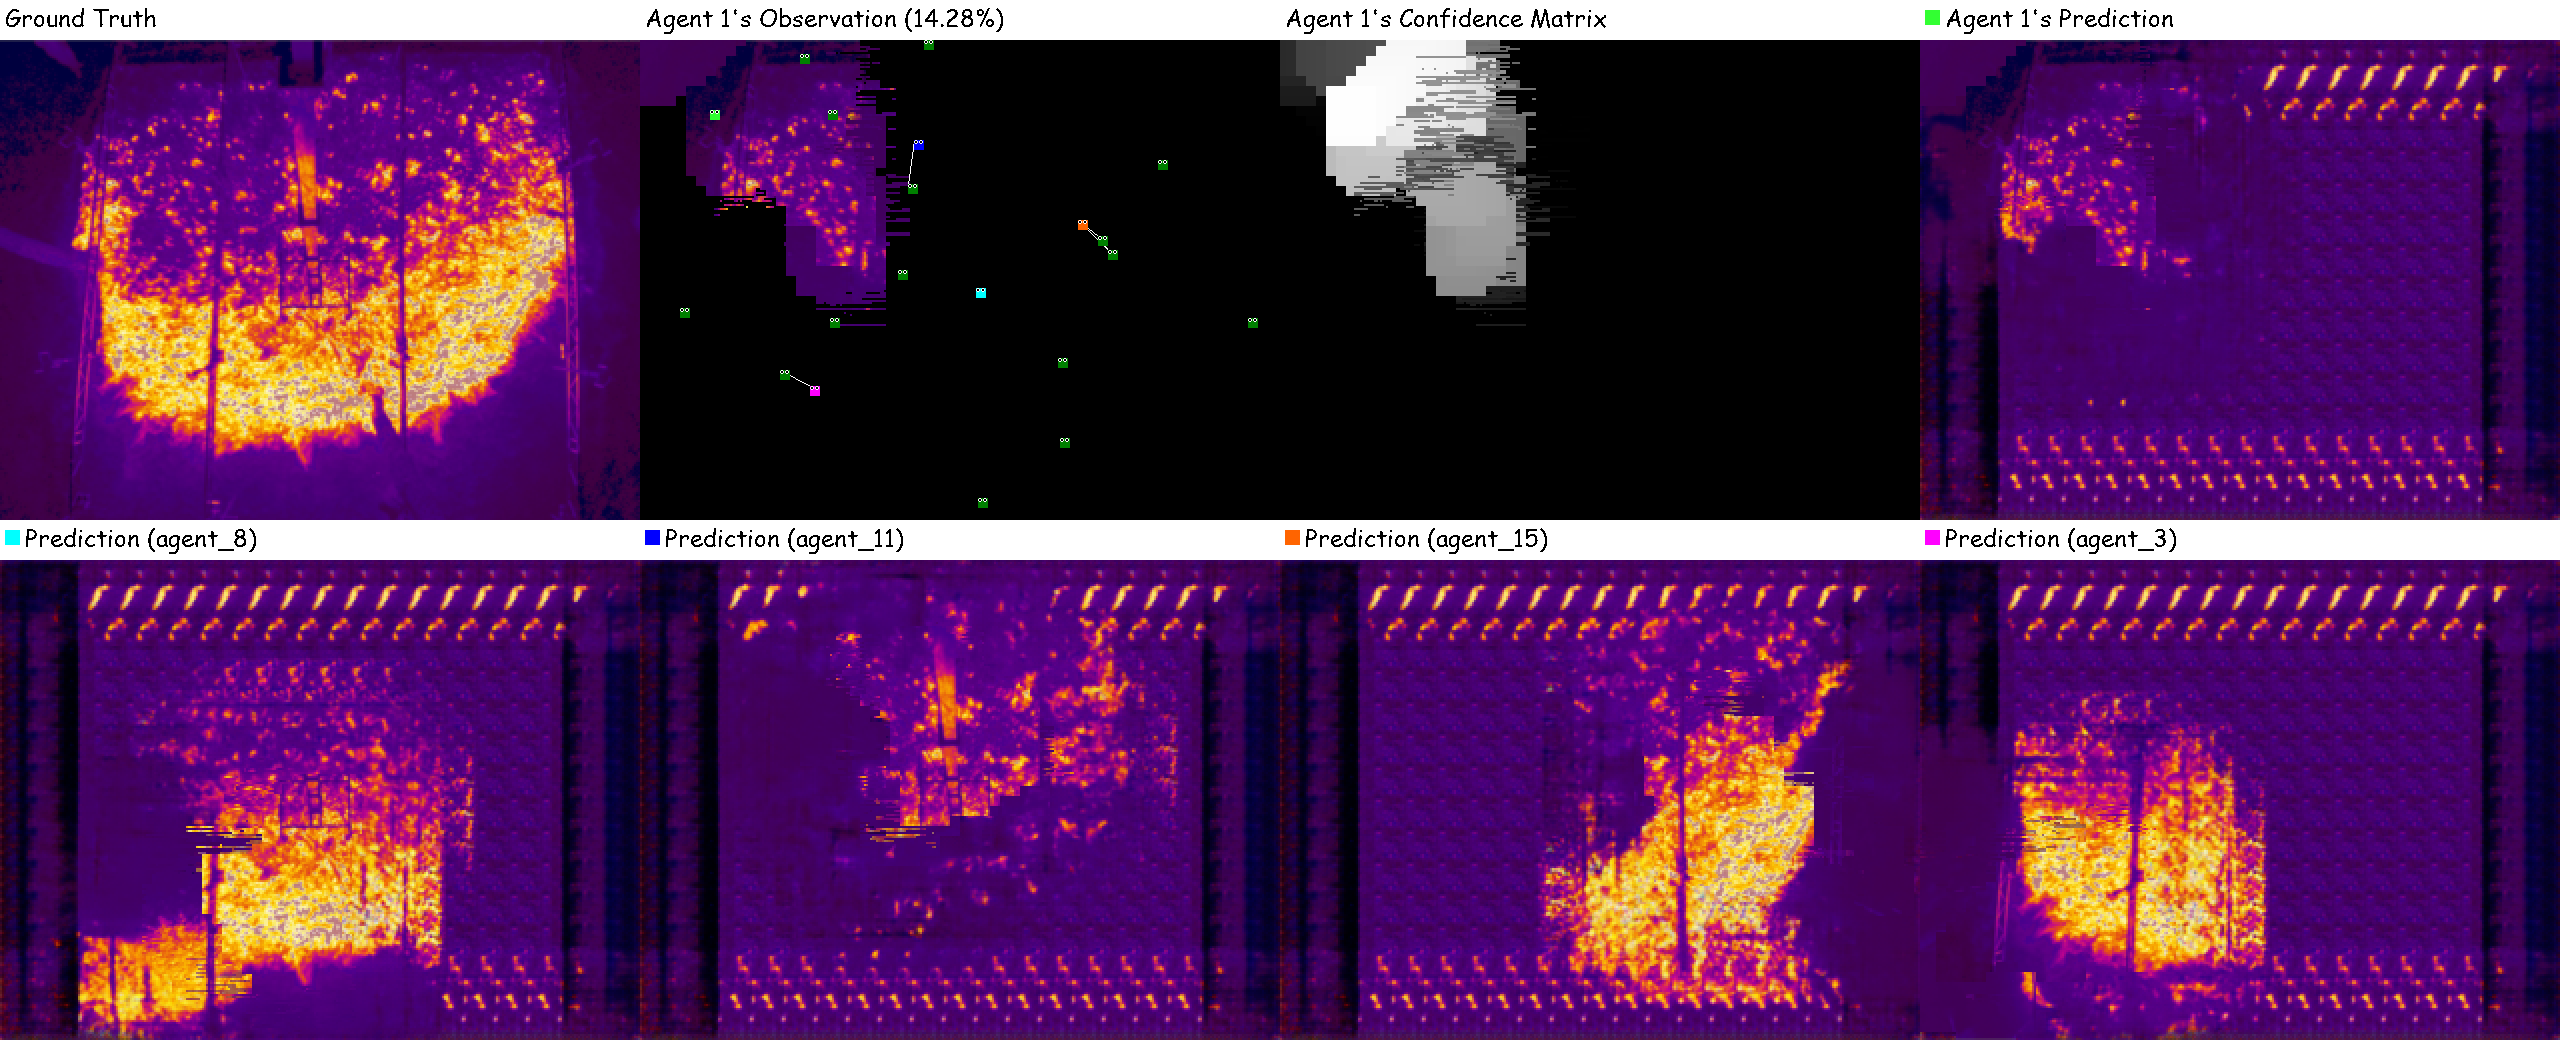 Ground Truth
Agent 1's Observation (14.28%)
Agent 1's Confidence Matrix
Agent 1's Prediction
Prediction (agent_8)
Prediction (agent_11)
Prediction (agent_15)
Prediction (agent_3)